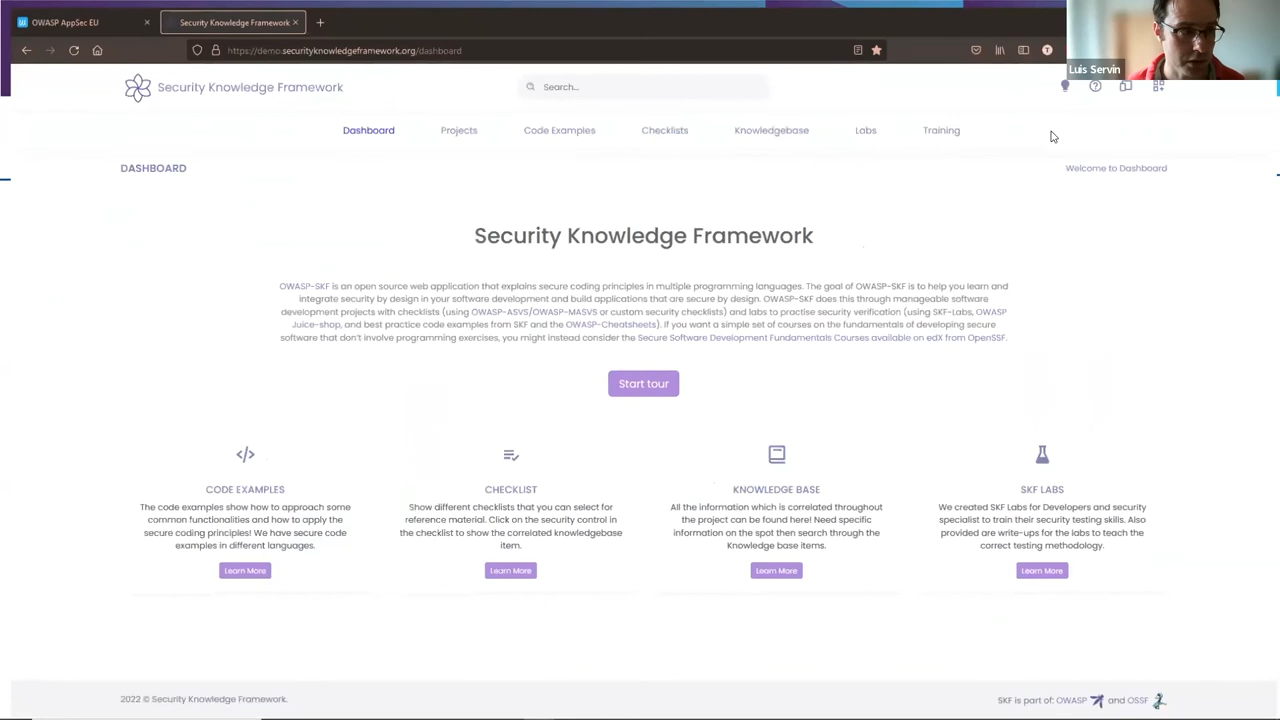 OWASP AppSec EU
Security Knowledge Framework
https://demo.securityknowledgeframework.org/dashboard
T
Luis Servin
Security Knowledge Framework
Search...
Dashboard
Projects
Code Examples
Checklists
Knowledgebase
Labs
Training
DASHBOARD
Welcome to Dashboard
Security Knowledge Framework
OWASP-SKF is an open source web application that explains secure coding principles in multiple programming languages. The goal of OWASP-SKF is to help you learn and
integrate security by design in your software development and build applications that are secure by design. OWASP-SKF does this through manageable software
development projects with checklists (using OWASP-ASVS/OWASP-MASVS or custom security checklists) and labs to practise security verification (using SKF-Labs, OWASP
Juice-shop, and best practice code examples from SKF and the OWASP-Cheatsheets). If you want a simple set of courses on the fundamentals of developing secure
software that don't involve programming exercises, you might instead consider the Secure Software Development Fundamentals Courses available on edX from OpenSSF.
Start tour
CODE EXAMPLES
The code examples show how to approach some
common functionalities and how to apply the
secure coding principles! We have secure code
examples in different languages.
Learn More
CHECKLIST
Show different checklists that you can select for
reference material. Click on the security control in
the checklist to show the correlated knowledgebase
item.
Learn More
KNOWLEDGE BASE
All the information which is correlated throughout
the project can be found here! Need specific
information on the spot then search through the
Knowledge base items.
Learn More
SKF LABS
We created SKF Labs for Developers and security
specialist to train their security testing skills. Also
provided are write-ups for the labs to teach the
correct testing methodology.
Learn More
2022 © Security Knowledge Framework.
SKF is part of: OWASP and OSSF